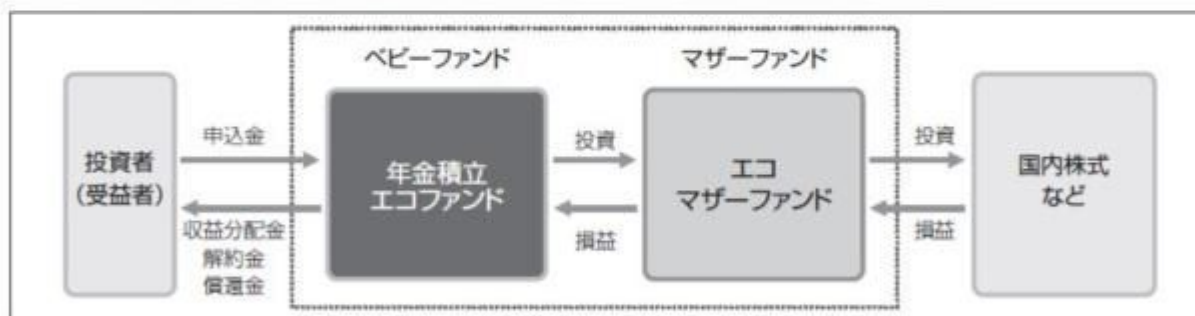 ベビーファンド
マザーファンド
投資者
（受益者）
申込金
収益分配金
解約金
償還金
年金積立
エコファンド
投資
損益
エコ
マザーファンド
投資
損益
国内株式
など